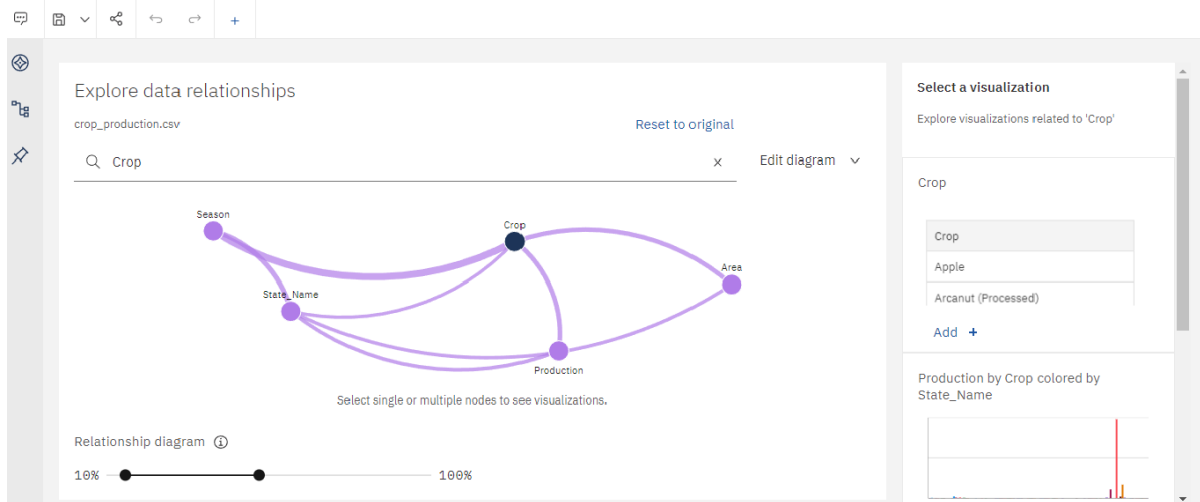 Explore data relationships
crop_production.csv
Reset to original
Crop
Edit diagram
Season
Crop
Area
State_Name
Production
Select single or multiple nodes to see visualizations.
Relationship diagram
10%
100%
Select a visualization
Explore visualizations related to 'Crop'
Crop
Crop
Apple
Arcanut (Processed)
Add +
Production by Crop colored by
State_Name